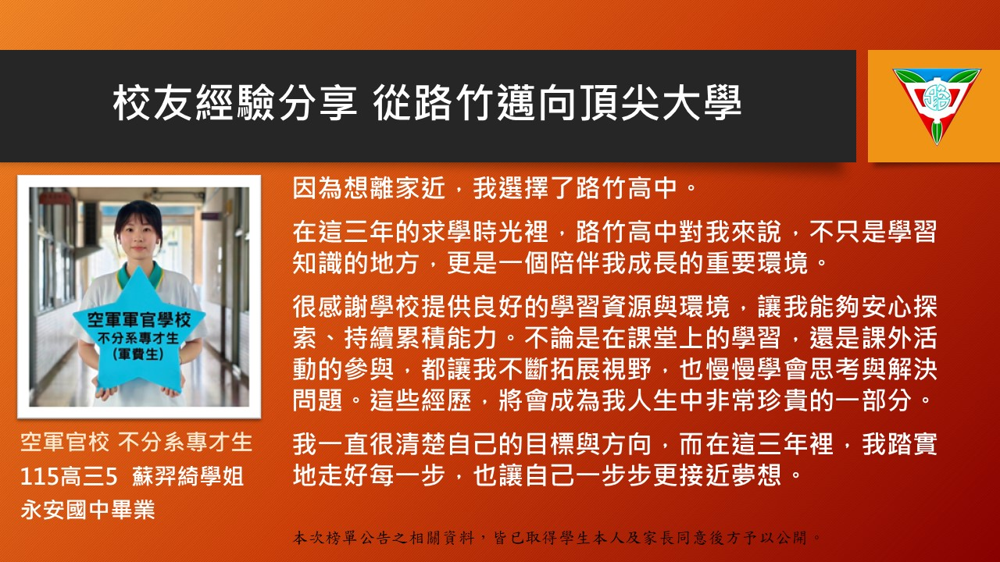 校友經驗分享 從路竹邁向頂尖大學
路
空軍軍官學校
不分系專才生
(軍費生)
空軍官校 不分系專才生
115高三5 蘇羿綺學姐
永安國中畢業
因為想離家近，我選擇了路竹高中。
在這三年的求學時光裡，路竹高中對我來說，不只是學習
知識的地方，更是一個陪伴我成長的重要環境。
很感謝學校提供良好的學習資源與環境，讓我能夠安心探
索、持續累積能力。不論是在課堂上的學習，還是課外活
動的參與，都讓我不斷拓展視野，也慢慢學會思考與解決
問題。這些經歷，將會成為我人生中非常珍貴的一部分。
我一直很清楚自己的目標與方向，而在這三年裡，我踏實
地走好每一步，也讓自己一步步更接近夢想。
本次榜單公告之相關資料，皆已取得學生本人及家長同意後方予以公開。